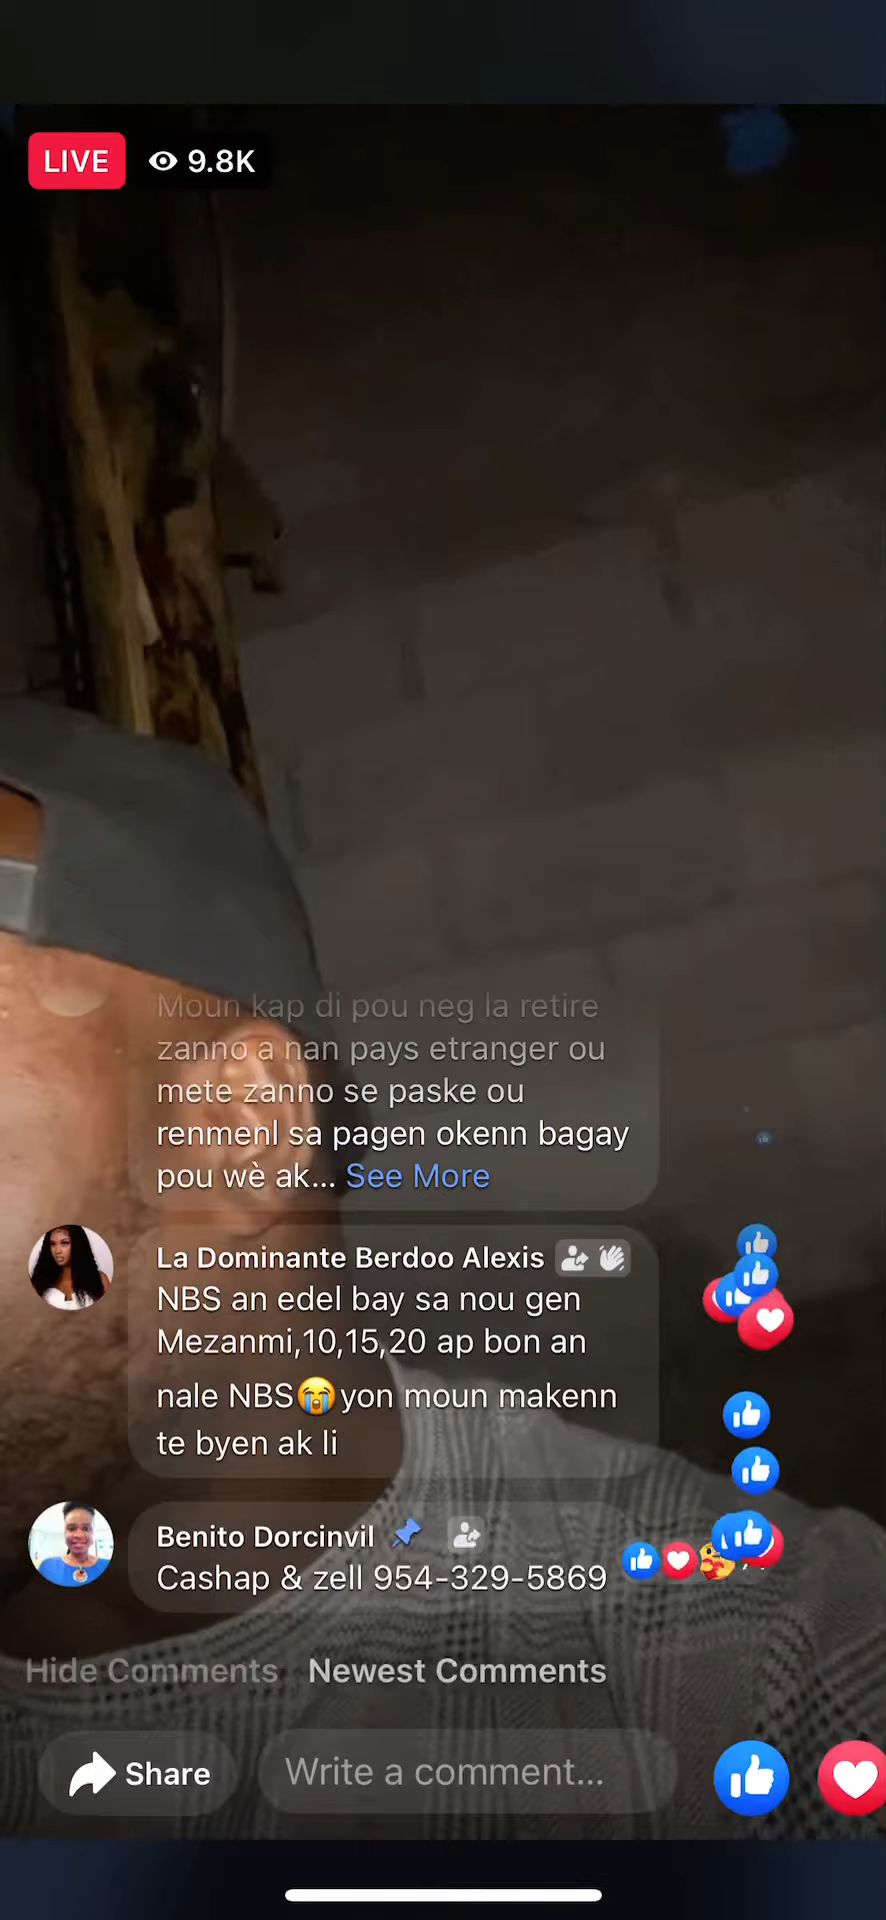 LIVE 9.8K
Moun kap di pou neg la retire
zanno a nan pays etranger ou
mete zanno se paske ou
renmenl sa pagen okenn bagay
pou wè ak... See More
La Dominante Berdoo Alexis
NBS an edel bay sa nou gen
Mezanmi,10,15,20 ap bon an
nale NBS😭yon moun makenn
te byen ak li
Benito Dorcinvil
Cashap & zell 954-329-5869
Hide Comments Newest Comments
Share Write a comment...